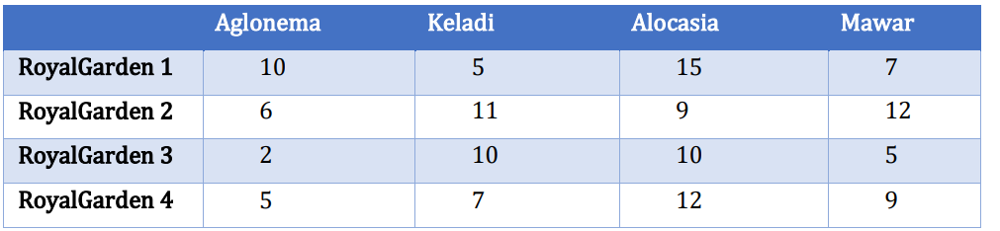 Aglonema Keladi Alocasia Mawar
RoyalGarden 1 10 5 15 7
RoyalGarden 2 6 11 9 12
RoyalGarden 3 2 10 10 5
RoyalGarden 4 5 7 12 9